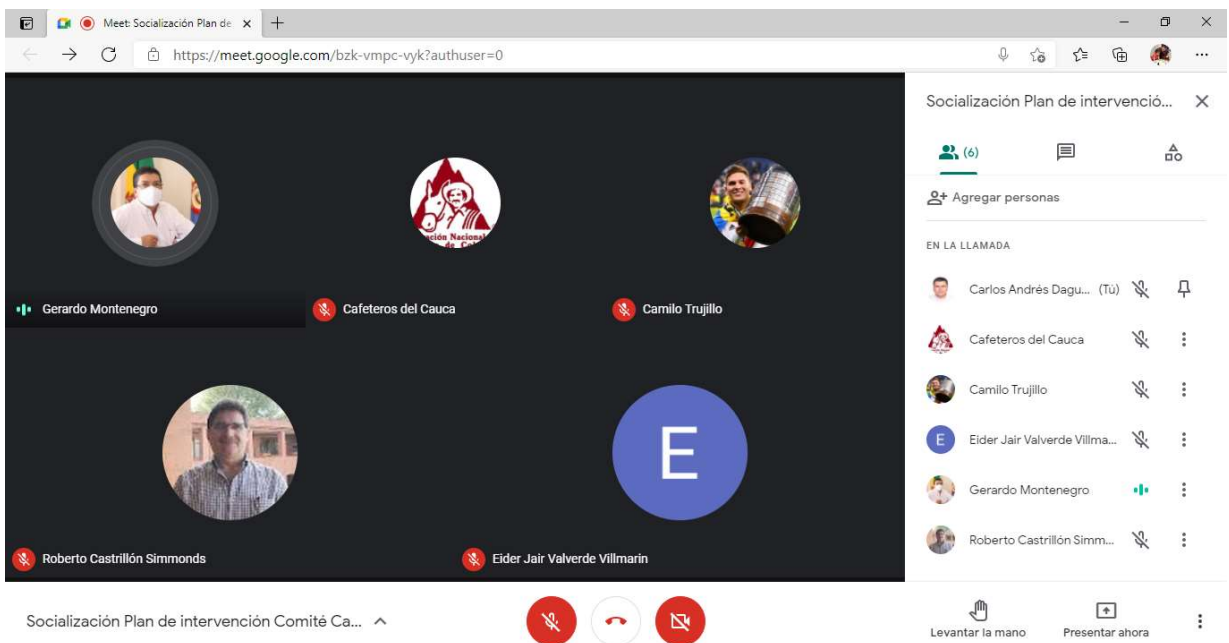 Meet: Socialización Plan de
https://meet.google.com/bzk-vmpc-vyk?authuser=0
Gerardo Montenegro
Cafeteros del Cauca
Camilo Trujillo
E
Roberto Castrillón Simmonds
Eider Jair Valverde Villmarin
Socialización Plan de intervenció...
(6)
Agregar personas
EN LA LLAMADA
Carlos Andrés Dagu... (Tú)
Cafeteros del Cauca
Camilo Trujillo
E Eider Jair Valverde Villma...
Gerardo Montenegro
Roberto Castrillón Simm...
Socialización Plan de intervención Comité Ca...
Levantar la mano
Presentar ahora